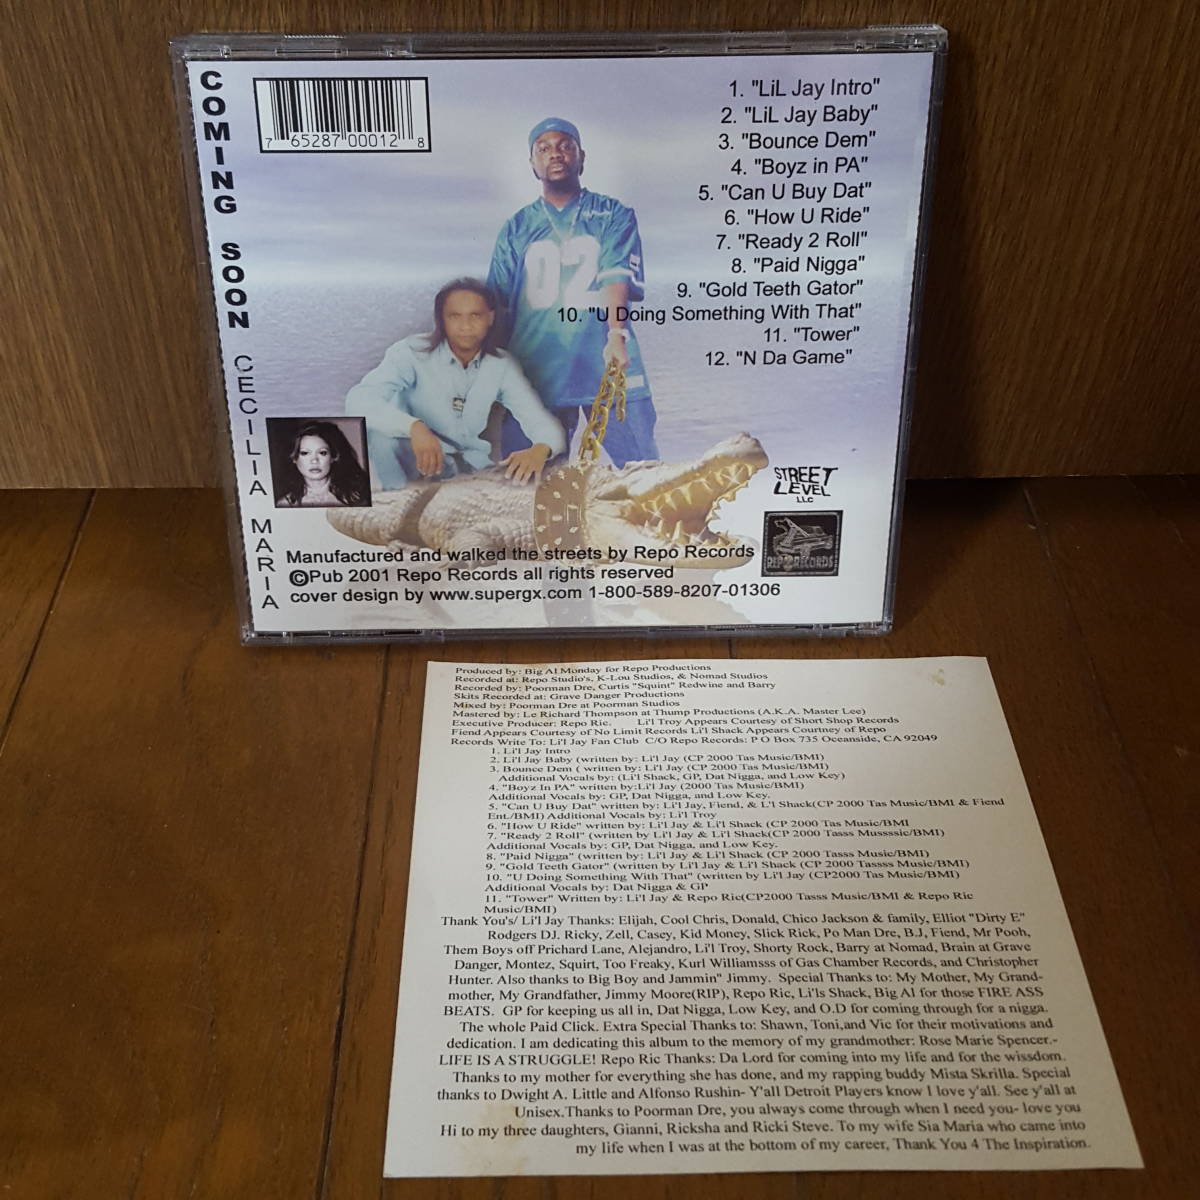 COMING SOON CECILIA MARIA
7 65287 00012 8
1. "LiL Jay Intro"
2. "LiL Jay Baby"
3. "Bounce Dem"
4. "Boyz in PA"
5. "Can U Buy Dat"
6. "How U Ride"
7. "Ready 2 Roll"
8. "Paid Nigga"
9. "Gold Teeth Gator"
10. "U Doing Something With That"
11. "Tower"
12. "N Da Game"
02
STREET
LEVEL
LLC
REPO RECORDS
Manufactured and walked the streets by Repo Records
©Pub 2001 Repo Records all rights reserved
cover design by www.supergx.com 1-800-589-8207-01306
Produced by: Big Al Monday for Repo Productions
Recorded at: Repo Studio's, K-Lou Studios, & Nomad Studios
Recorded by: Poorman Dre, Curtis "Squint" Redwine and Barry
Skits Recorded at: Grave Danger Productions
Mixed by: Poorman Dre at Poorman Studios
Mastered by: Le Richard Thompson at Thump Productions (A.K.A. Master Lee)
Executive Producer: Repo Ric. Li'l Troy Appears Courtesy of Short Shop Records
Fiend Appears Courtesy of No Limit Records Li'l Shack Appears Courtney of Repo
Records Write To: Li'l Jay Fan Club C/O Repo Records: P O Box 735 Oceanside, CA 92049
1. Li'l Jay Intro
2. Li'l Jay Baby (written by: Li'l Jay (CP 2000 Tas Music/BMI)
3. Bounce Dem ( written by: Li'l Jay (CP 2000 Tas Music/BMI)
Additional Vocals by: (Li'l Shack, GP, Dat Nigga, and Low Key)
4. "Boyz In PA" written by:Li'l Jay (2000 Tas Music/BMI)
Additional Vocals by: GP, Dat Nigga, and Low Key.
5. "Can U Buy Dat" written by: Li'l Jay, Fiend, & L'l Shack(CP 2000 Tas Music/BMI & Fiend
Ent./BMI) Additional Vocals by: Li'l Troy
6. "How U Ride" written by: Li'l Jay & Li'l Shack (CP 2000 Tas Music/BMI
7. "Ready 2 Roll" (written by Li'l Jay & Li'l Shack(CP 2000 Tasss Mussssic/BMI)
Additional Vocals by: GP, Dat Nigga, and Low Key.
8. "Paid Nigga" (written by: Li'l Jay & Li'l Shack (CP 2000 Tasss Music/BMI)
9. "Gold Teeth Gator" (written by Li'l Jay & Li'l Shack (CP 2000 Tassss Music/BMI)
10. "U Doing Something With That" (written by Li'l Jay (CP2000 Tas Music/BMI)
Additional Vocals by: Dat Nigga & GP
11. "Tower" Written by: Li'l Jay & Repo Ric(CP2000 Tasss Music/BMI & Repo Ric
Music/BMI)
Thank You's/ Li'l Jay Thanks: Elijah, Cool Chris, Donald, Chico Jackson & family, Elliot "Dirty E"
Rodgers DJ. Ricky, Zell, Casey, Kid Money, Slick Rick, Po Man Dre, B.J, Fiend, Mr Pooh,
Them Boys off Prichard Lane, Alejandro, Li'l Troy, Shorty Rock, Barry at Nomad, Brain at Grave
Danger, Montez, Squirt, Too Freaky, Kurl Williamsss of Gas Chamber Records, and Christopher
Hunter. Also thanks to Big Boy and Jammin" Jimmy. Special Thanks to: My Mother, My Grand-
mother, My Grandfather, Jimmy Moore(RIP), Repo Ric, Li'ls Shack, Big Al for those FIRE ASS
BEATS. GP for keeping us all in, Dat Nigga, Low Key, and O.D for coming through for a nigga.
The whole Paid Click. Extra Special Thanks to: Shawn, Toni,and Vic for their motivations and
dedication. I am dedicating this album to the memory of my grandmother: Rose Marie Spencer.-
LIFE IS A STRUGGLE! Repo Ric Thanks: Da Lord for coming into my life and for the wissdom.
Thanks to my mother for everything she has done, and my rapping buddy Mista Skrilla. Special
thanks to Dwight A. Little and Alfonso Rushin- Y'all Detroit Players know I love y'all. See y'all at
Unisex.Thanks to Poorman Dre, you always come through when I need you- love you
Hi to my three daughters, Gianni, Ricksha and Ricki Steve. To my wife Sia Maria who came into
my life when I was at the bottom of my career, Thank You 4 The Inspiration.